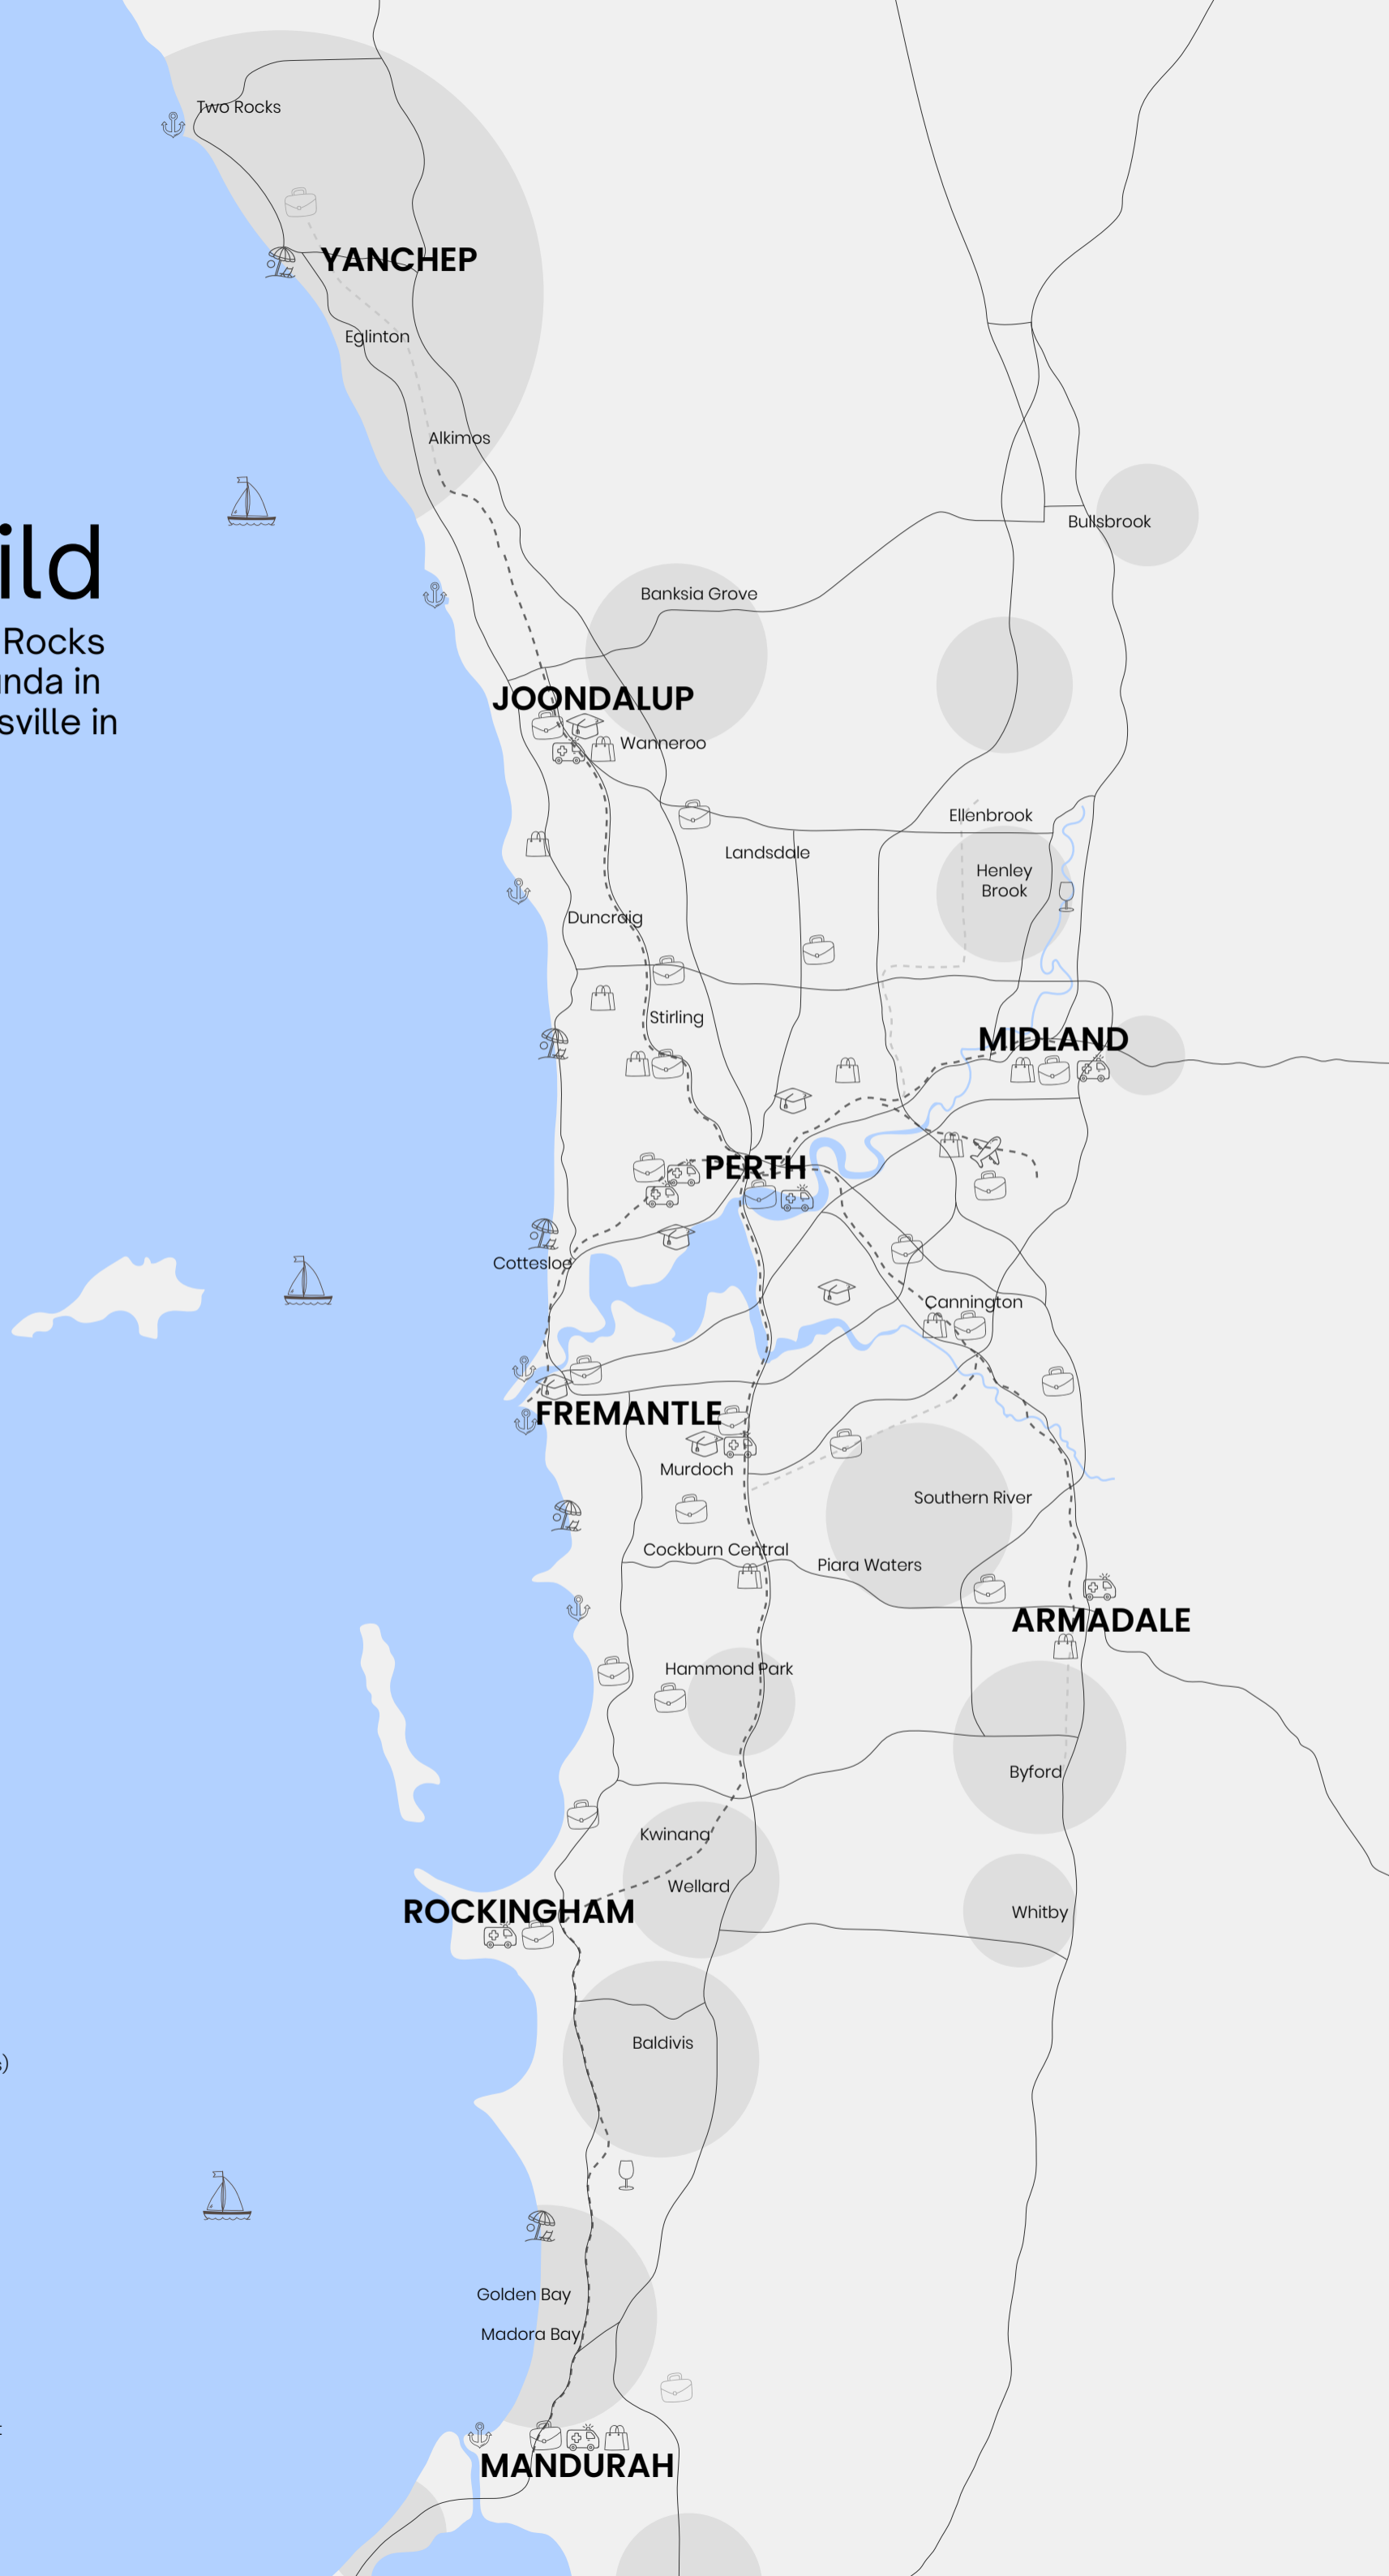 Two Rocks
YANCHEP
Eglinton
Alkimos
Bullsbrook
ild
Rocks
nda in
sville in
Banksia Grove
JOONDALUP
Wanneroo
Ellenbrook
Landsdale
Henley
Brook
Duncraig
Stirling
MIDLAND
PERTH
Cottesloe
Cannington
FREMANTLE
Murdoch
Southern River
Cockburn Central
Piara Waters
ARMADALE
Hammond Park
Byford
Kwinana
Wellard
ROCKINGHAM
Whitby
Baldivis
Golden Bay
Madora Bay
MANDURAH